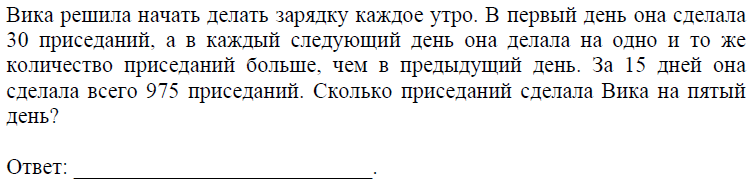 Вика решила начать делать зарядку каждое утро. В первый день она сделала
30 приседаний, а в каждый следующий день она делала на одно и то же
количество приседаний больше, чем в предыдущий день. За 15 дней она
сделала всего 975 приседаний. Сколько приседаний сделала Вика на пятый
день?
Ответ: ___________________________.